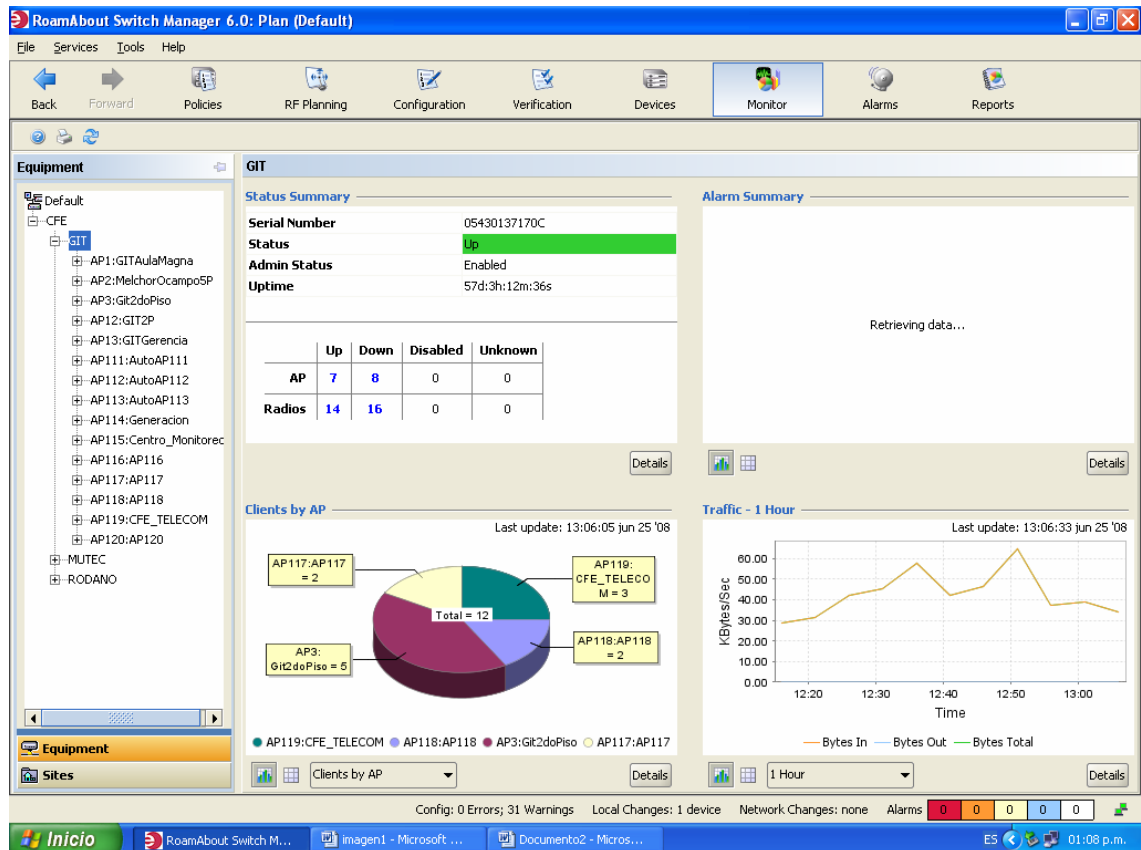 RoamAbout Switch Manager 6.0: Plan (Default)
File Services Tools Help
Back Forward Policies RF Planning Configuration Verification Devices RF Monitor Alarms Reports
Equipment
Default
CFE
GIT
AP1:GITAulaMagna
AP2:MelchorOcampo5P
AP3:Git2doPiso
AP12:GIT2P
AP13:GITGerencia
AP111:AutoAP111
AP112:AutoAP112
AP113:AutoAP113
AP114:Generacion
AP115:Centro_Monitorec
AP116:AP116
AP117:AP117
AP118:AP118
AP119:CFE_TELECOM
AP120:AP120
MUTEC
RODANO
Equipment
Sites
GIT
Status Summary
Serial Number 05430137170C
Status Up
Admin Status Enabled
Uptime 57d:3h:12m:36s
Up Down Disabled Unknown
AP 7 8 0 0
Radios 14 16 0 0
Details
Alarm Summary
Retrieving data...
Details
Clients by AP
Last update: 13:06:05 jun 25 '08
AP117:AP117
= 2
AP119:
CFE_TELECO
M = 3
Total = 12
AP118:AP118
= 2
AP3:
Git2doPiso = 5
AP119:CFE_TELECOM AP118:AP118 AP3:Git2doPiso AP117:AP117
Clients by AP Details
Traffic - 1 Hour
Last update: 13:06:33 jun 25 '08
KBytes/Sec
60.00
50.00
40.00
30.00
20.00
10.00
0.00
12:20 12:30 12:40 12:50 13:00
Time
Bytes In Bytes Out Bytes Total
1 Hour Details
Config: 0 Errors; 31 Warnings Local Changes: 1 device Network Changes: none Alarms 0 0 0 0 0
Inicio RoamAbout Switch M... imagen1 - Microsoft ... Documento2 - Micros... ES 01:08 p.m.